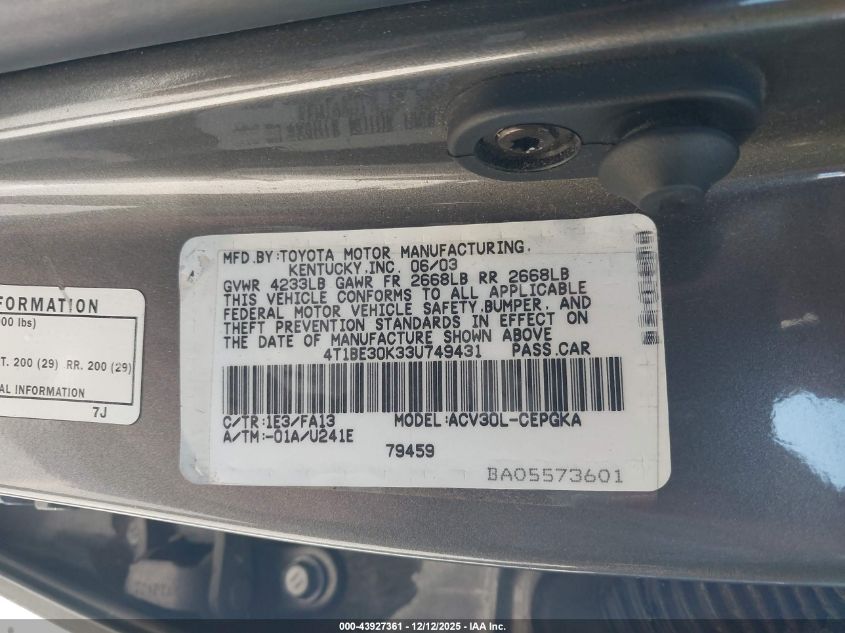 MFD.BY:TOYOTA MOTOR MANUFACTURING.
KENTUCKY,INC. 06/03
GVWR 4233LB GAWR FR 2668LB RR 2668LB
THIS VEHICLE CONFORMS TO ALL APPLICABLE
FEDERAL MOTOR VEHICLE SAFETY,BUMPER, AND
THEFT PREVENTION STANDARDS IN EFFECT ON
THE DATE OF MANUFACTURE SHOWN ABOVE
4T1BE30K33U749431 PASS.CAR
C/TR:1E3/FA13 MODEL:ACV30L-CEPGKA
A/TM:-01A/U241E
79459
BA05573601
FORMATION
00 lbs)
T. 200 (29) RR. 200 (29)
AL INFORMATION
7J
000-43927361 - 12/12/2025 - IAA Inc.